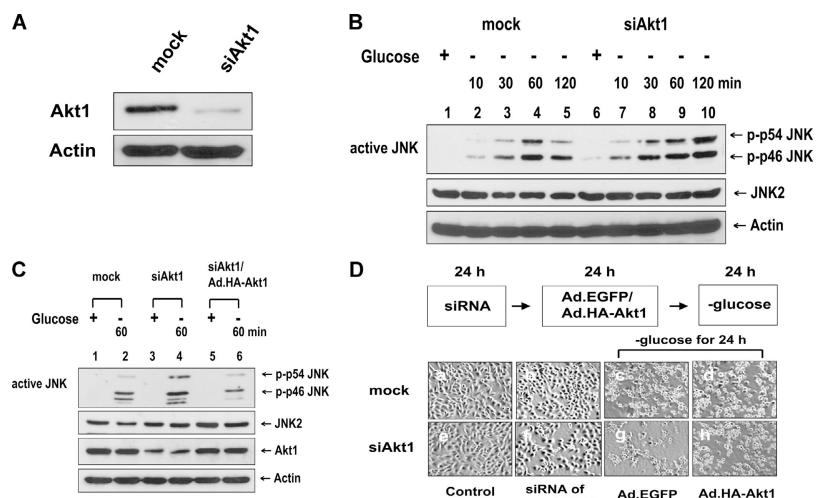 A
mock
siAkt1
Akt1
Actin
B
mock
siAkt1
Glucose + - - - - + - - - -
10 30 60 120 10 30 60 120 min
1 2 3 4 5 6 7 8 9 10
active JNK
← p-p54 JNK
← p-p46 JNK
← JNK2
← Actin
C
mock
siAkt1
siAkt1/
Ad.HA-Akt1
Glucose + - + - + -
60 60 60 min
1 2 3 4 5 6
active JNK
← p-p54 JNK
← p-p46 JNK
← JNK2
← Akt1
← Actin
D
24 h 24 h 24 h
siRNA → Ad.EGFP/
Ad.HA-Akt1 → -glucose
-glucose for 24 h
mock
a b c d
siAkt1
e f g h
Control
siRNA of
Ad.EGFP
Ad.HA-Akt1